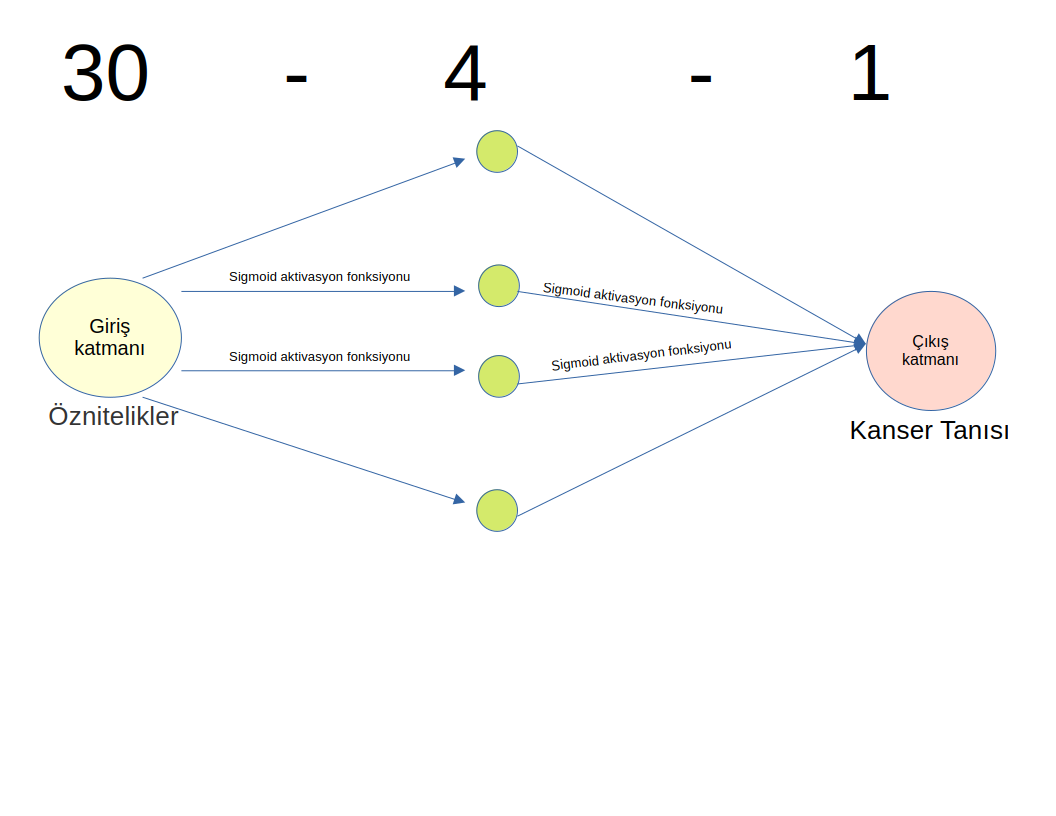 30 - 4 - 1
Sigmoid aktivasyon fonksiyonu
Sigmoid aktivasyon fonksiyonu
Giriş
katmanı
Çıkış
katmanı
Sigmoid aktivasyon fonksiyonu
Sigmoid aktivasyon fonksiyonu
Öznitelikler
Kanser Tanısı